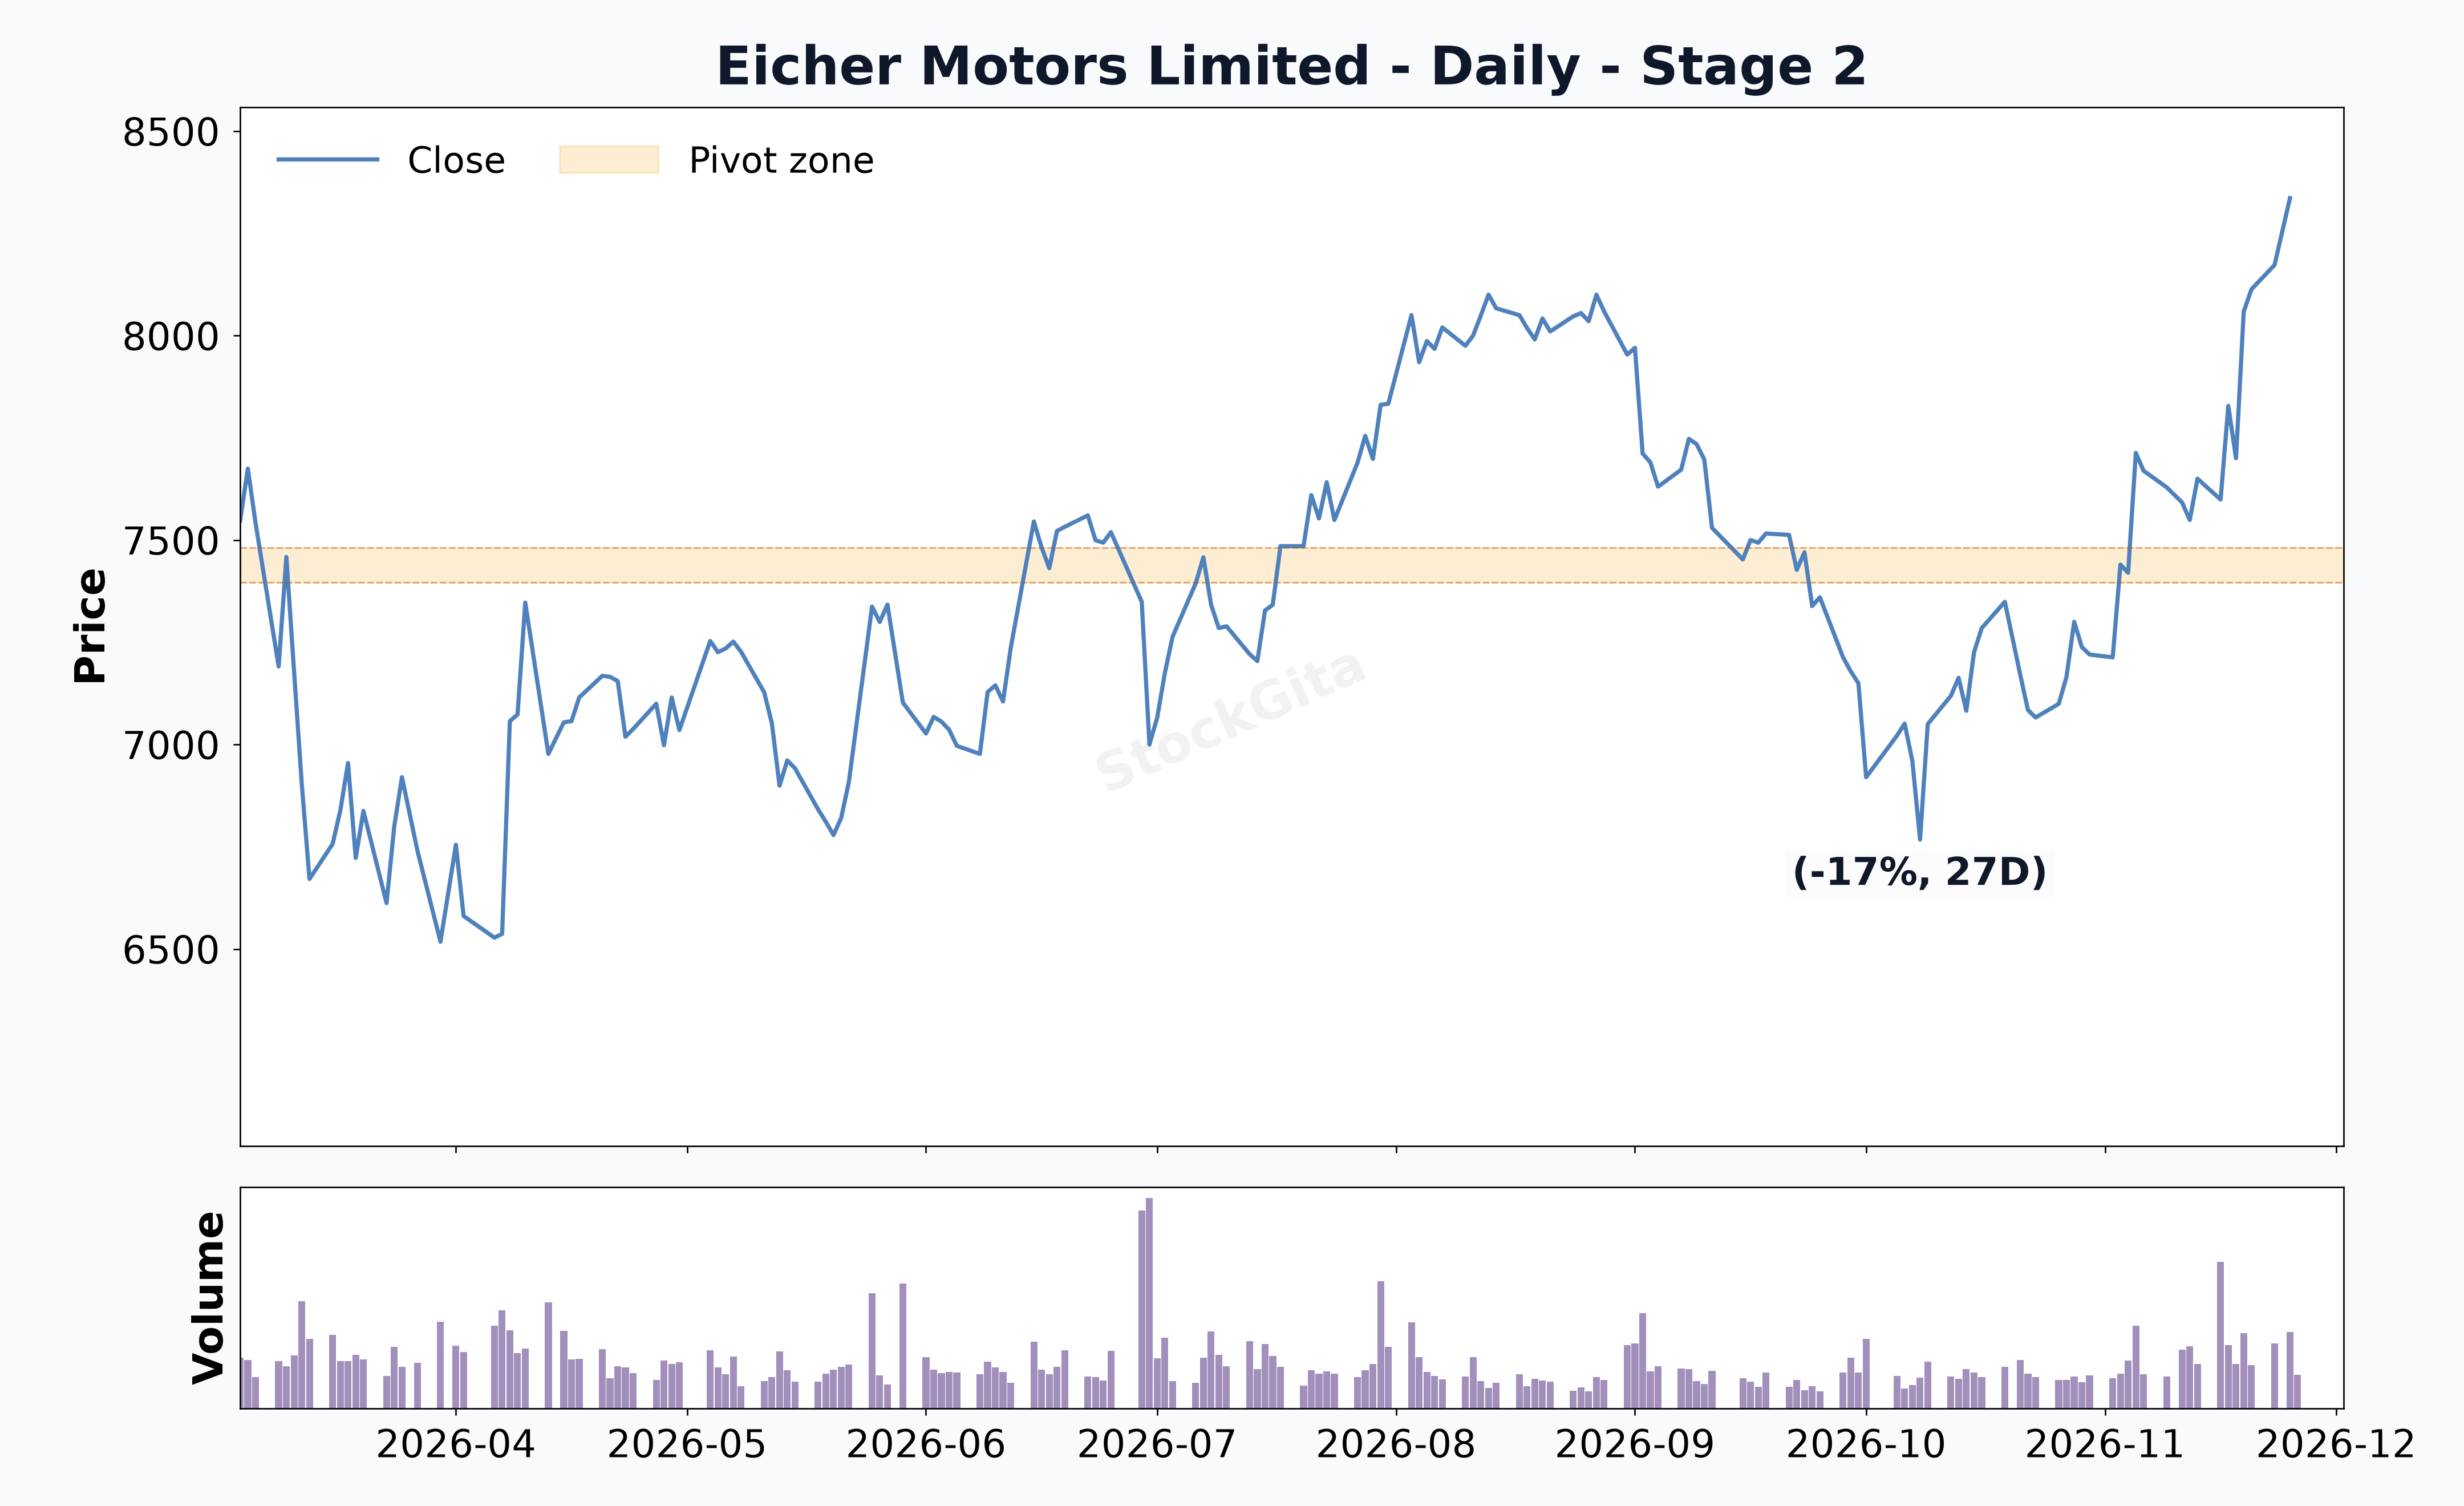 Eicher Motors Limited - Daily - Stage 2
Close
Pivot zone
8500
8000
7500
7000
6500
Price
StockGita
(-17%, 27D)
Volume
2026-04 2026-05 2026-06 2026-07 2026-08 2026-09 2026-10 2026-11 2026-12